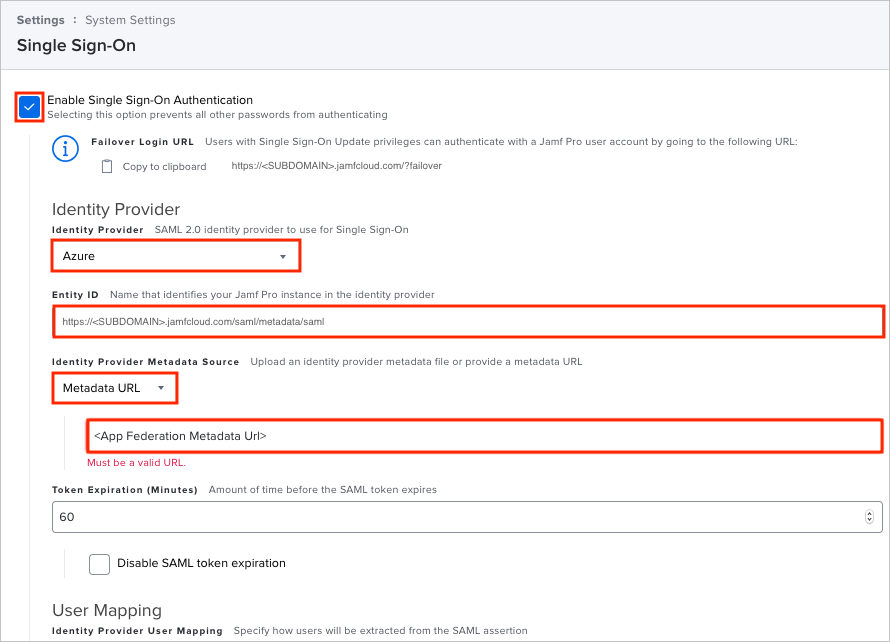 Settings : System Settings
Single Sign-On
Enable Single Sign-On Authentication
Selecting this option prevents all other passwords from authenticating
Failover Login URL Users with Single Sign-On Update privileges can authenticate with a Jamf Pro user account by going to the following URL:
Copy to clipboard https://<SUBDOMAIN>.jamfcloud.com/?failover
Identity Provider
Identity Provider SAML 2.0 identity provider to use for Single Sign-On
Azure
Entity ID Name that identifies your Jamf Pro instance in the identity provider
https://<SUBDOMAIN>.jamfcloud.com/saml/metadata/saml
Identity Provider Metadata Source Upload an identity provider metadata file or provide a metadata URL
Metadata URL
<App Federation Metadata Url>
Must be a valid URL.
Token Expiration (Minutes) Amount of time before the SAML token expires
60
Disable SAML token expiration
User Mapping
Identity Provider User Mapping Specify how users will be extracted from the SAML assertion